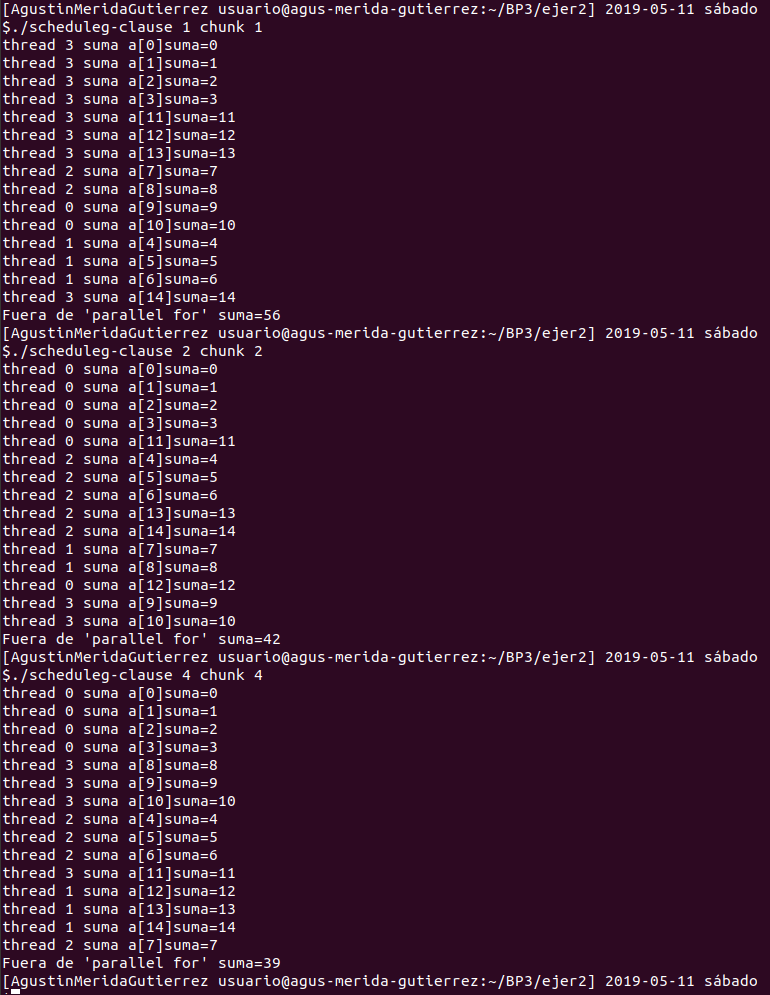 [AgustinMeridaGutierrez usuario@agus-merida-gutierrez:~/BP3/ejer2] 2019-05-11 sábado
$./scheduleg-clause 1 chunk 1
thread 3 suma a[0]suma=0
thread 3 suma a[1]suma=1
thread 3 suma a[2]suma=2
thread 3 suma a[3]suma=3
thread 3 suma a[11]suma=11
thread 3 suma a[12]suma=12
thread 3 suma a[13]suma=13
thread 2 suma a[7]suma=7
thread 2 suma a[8]suma=8
thread 0 suma a[9]suma=9
thread 0 suma a[10]suma=10
thread 1 suma a[4]suma=4
thread 1 suma a[5]suma=5
thread 1 suma a[6]suma=6
thread 3 suma a[14]suma=14
Fuera de 'parallel for' suma=56
[AgustinMeridaGutierrez usuario@agus-merida-gutierrez:~/BP3/ejer2] 2019-05-11 sábado
$./scheduleg-clause 2 chunk 2
thread 0 suma a[0]suma=0
thread 0 suma a[1]suma=1
thread 0 suma a[2]suma=2
thread 0 suma a[3]suma=3
thread 0 suma a[11]suma=11
thread 2 suma a[4]suma=4
thread 2 suma a[5]suma=5
thread 2 suma a[6]suma=6
thread 2 suma a[13]suma=13
thread 2 suma a[14]suma=14
thread 1 suma a[7]suma=7
thread 1 suma a[8]suma=8
thread 0 suma a[12]suma=12
thread 3 suma a[9]suma=9
thread 3 suma a[10]suma=10
Fuera de 'parallel for' suma=42
[AgustinMeridaGutierrez usuario@agus-merida-gutierrez:~/BP3/ejer2] 2019-05-11 sábado
$./scheduleg-clause 4 chunk 4
thread 0 suma a[0]suma=0
thread 0 suma a[1]suma=1
thread 0 suma a[2]suma=2
thread 0 suma a[3]suma=3
thread 3 suma a[8]suma=8
thread 3 suma a[9]suma=9
thread 3 suma a[10]suma=10
thread 2 suma a[4]suma=4
thread 2 suma a[5]suma=5
thread 2 suma a[6]suma=6
thread 3 suma a[11]suma=11
thread 1 suma a[12]suma=12
thread 1 suma a[13]suma=13
thread 1 suma a[14]suma=14
thread 2 suma a[7]suma=7
Fuera de 'parallel for' suma=39
[AgustinMeridaGutierrez usuario@agus-merida-gutierrez:~/BP3/ejer2] 2019-05-11 sábado